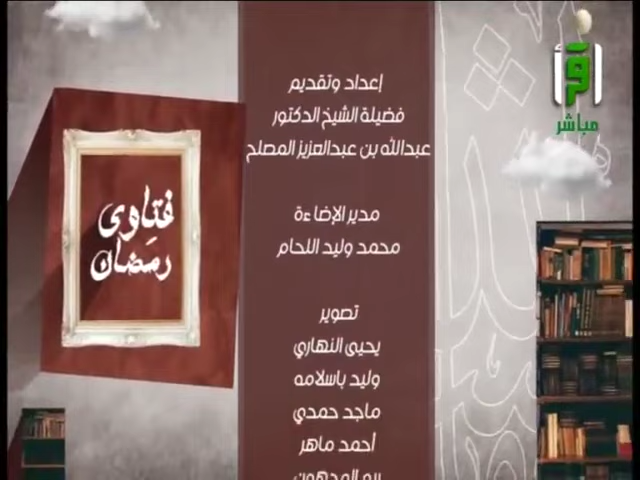 إعداد وتقديم
فضيلة الشيخ الدكتور
عبدالله بن عبدالعزيز المصلح
مدير الإضاءة
محمد وليد اللحام
تصوير
يحيى النهاري
وليد باسلامه
ماجد حمدي
أحمد ماهر
فتاوى
رمضان
اقرأ
مباشر